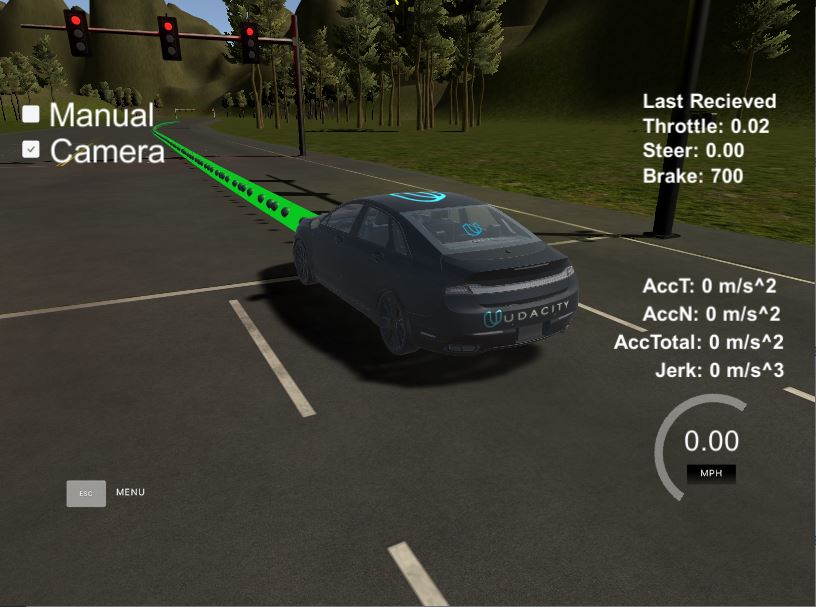 Manual
Camera
Last Recieved
Throttle: 0.02
Steer: 0.00
Brake: 700
UDACITY
AccT: 0 m/s^2
AccN: 0 m/s^2
AccTotal: 0 m/s^2
Jerk: 0 m/s^3
0.00
MPH
ESC MENU